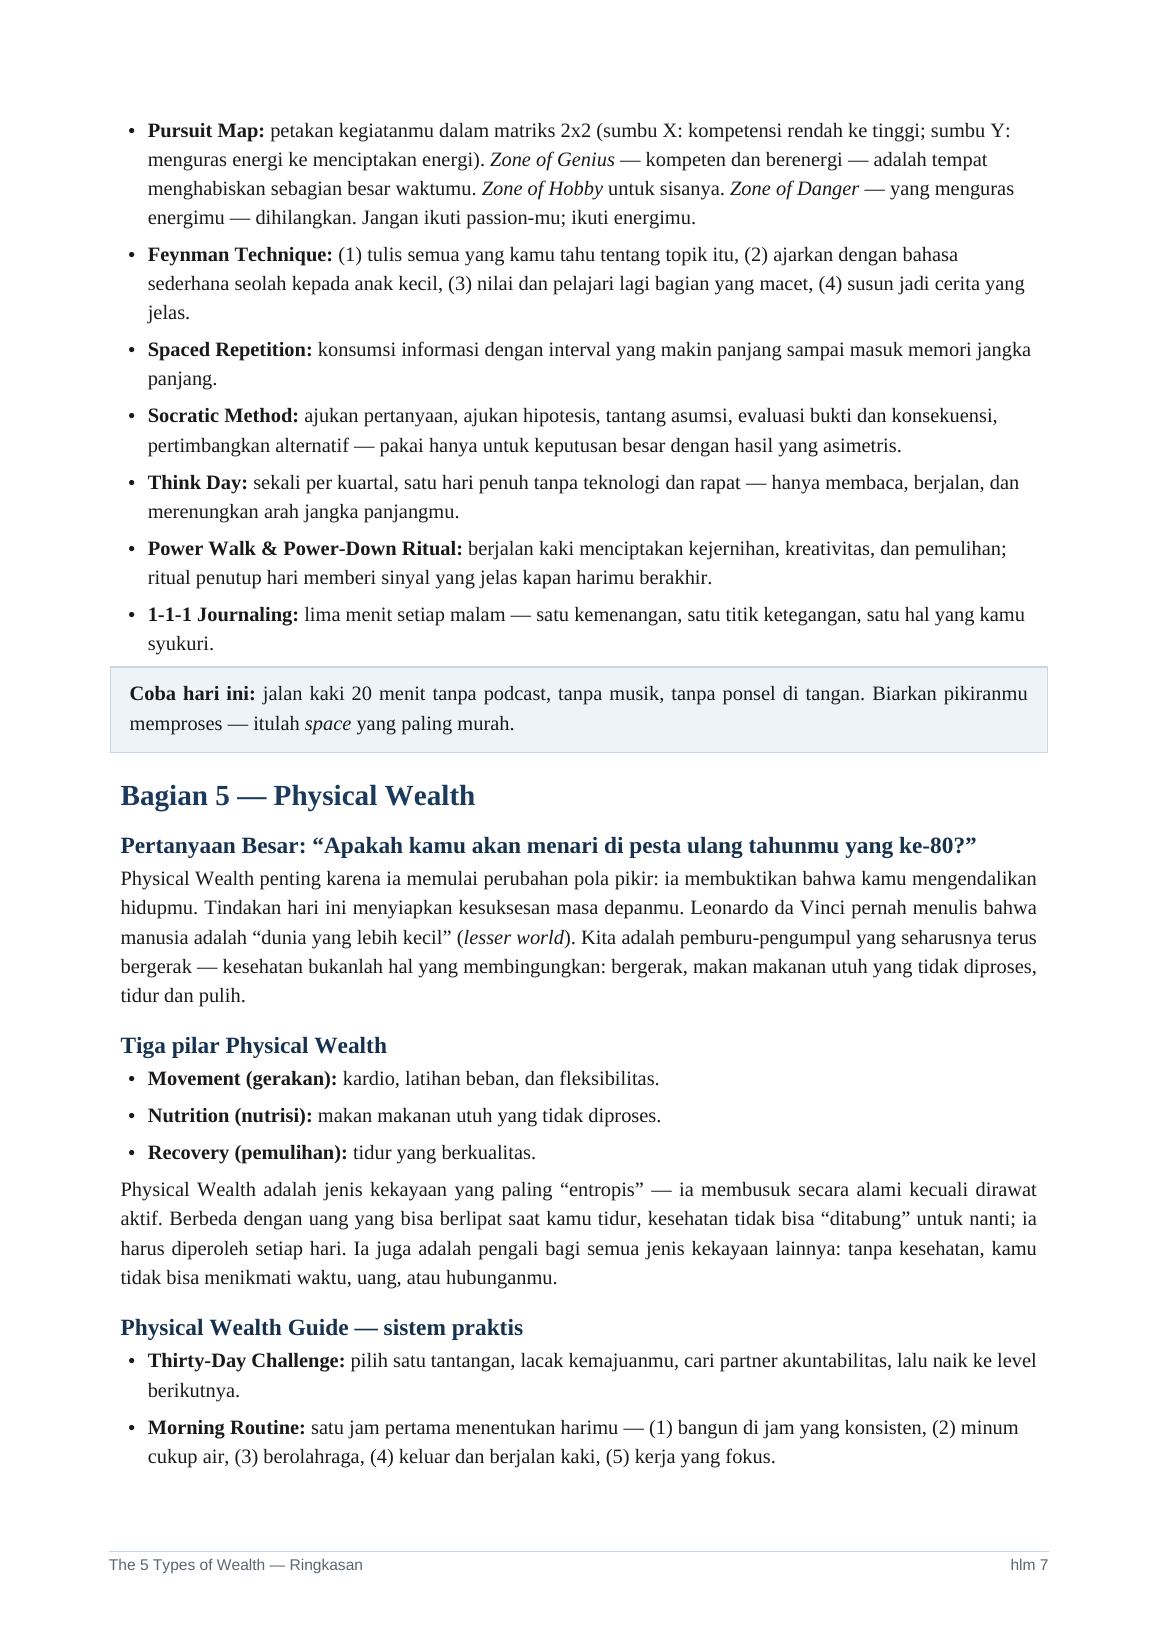 • Pursuit Map: petakan kegiatanmu dalam matriks 2x2 (sumbu X: kompetensi rendah ke tinggi; sumbu Y:
menguras energi ke menciptakan energi). Zone of Genius — kompeten dan berenergi — adalah tempat
menghabiskan sebagian besar waktumu. Zone of Hobby untuk sisanya. Zone of Danger — yang menguras
energimu — dihilangkan. Jangan ikuti passion-mu; ikuti energimu.
• Feynman Technique: (1) tulis semua yang kamu tahu tentang topik itu, (2) ajarkan dengan bahasa
sederhana seolah kepada anak kecil, (3) nilai dan pelajari lagi bagian yang macet, (4) susun jadi cerita yang
jelas.
• Spaced Repetition: konsumsi informasi dengan interval yang makin panjang sampai masuk memori jangka
panjang.
• Socratic Method: ajukan pertanyaan, ajukan hipotesis, tantang asumsi, evaluasi bukti dan konsekuensi,
pertimbangkan alternatif — pakai hanya untuk keputusan besar dengan hasil yang asimetris.
• Think Day: sekali per kuartal, satu hari penuh tanpa teknologi dan rapat — hanya membaca, berjalan, dan
merenungkan arah jangka panjangmu.
• Power Walk & Power-Down Ritual: berjalan kaki menciptakan kejernihan, kreativitas, dan pemulihan;
ritual penutup hari memberi sinyal yang jelas kapan harimu berakhir.
• 1-1-1 Journaling: lima menit setiap malam — satu kemenangan, satu titik ketegangan, satu hal yang kamu
syukuri.
Coba hari ini: jalan kaki 20 menit tanpa podcast, tanpa musik, tanpa ponsel di tangan. Biarkan pikiranmu
memproses — itulah space yang paling murah.
Bagian 5 — Physical Wealth
Pertanyaan Besar: “Apakah kamu akan menari di pesta ulang tahunmu yang ke-80?”
Physical Wealth penting karena ia memulai perubahan pola pikir: ia membuktikan bahwa kamu mengendalikan
hidupmu. Tindakan hari ini menyiapkan kesuksesan masa depanmu. Leonardo da Vinci pernah menulis bahwa
manusia adalah “dunia yang lebih kecil” (lesser world). Kita adalah pemburu-pengumpul yang seharusnya terus
bergerak — kesehatan bukanlah hal yang membingungkan: bergerak, makan makanan utuh yang tidak diproses,
tidur dan pulih.
Tiga pilar Physical Wealth
• Movement (gerakan): kardio, latihan beban, dan fleksibilitas.
• Nutrition (nutrisi): makan makanan utuh yang tidak diproses.
• Recovery (pemulihan): tidur yang berkualitas.
Physical Wealth adalah jenis kekayaan yang paling “entropis” — ia membusuk secara alami kecuali dirawat
aktif. Berbeda dengan uang yang bisa berlipat saat kamu tidur, kesehatan tidak bisa “ditabung” untuk nanti; ia
harus diperoleh setiap hari. Ia juga adalah pengali bagi semua jenis kekayaan lainnya: tanpa kesehatan, kamu
tidak bisa menikmati waktu, uang, atau hubunganmu.
Physical Wealth Guide — sistem praktis
• Thirty-Day Challenge: pilih satu tantangan, lacak kemajuanmu, cari partner akuntabilitas, lalu naik ke level
berikutnya.
• Morning Routine: satu jam pertama menentukan harimu — (1) bangun di jam yang konsisten, (2) minum
cukup air, (3) berolahraga, (4) keluar dan berjalan kaki, (5) kerja yang fokus.
The 5 Types of Wealth — Ringkasan
hlm 7